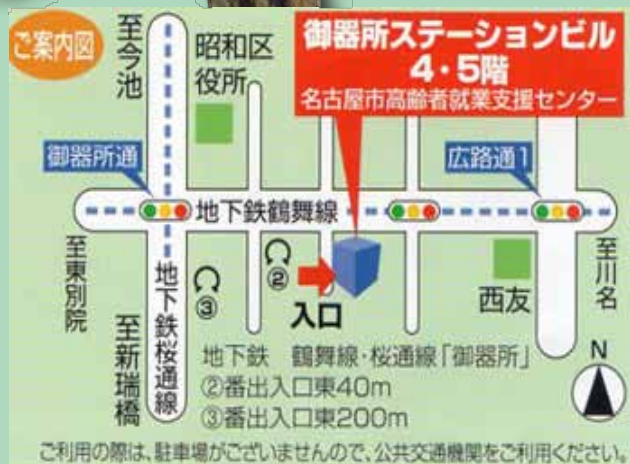 ご案内図
至今池
昭和区
役所
御器所ステーションビル
4・5階
名古屋市高齢者就業支援センター
御器所通
広路通1
地下鉄鶴舞線
至東別院
地下鉄桜通線
至新瑞橋
③
②
入口
西友
至川名
N
地下鉄 鶴舞線・桜通線「御器所」
②番出入口東40m
③番出入口東200m
ご利用の際は、駐車場がございませんので、公共交通機関をご利用ください。